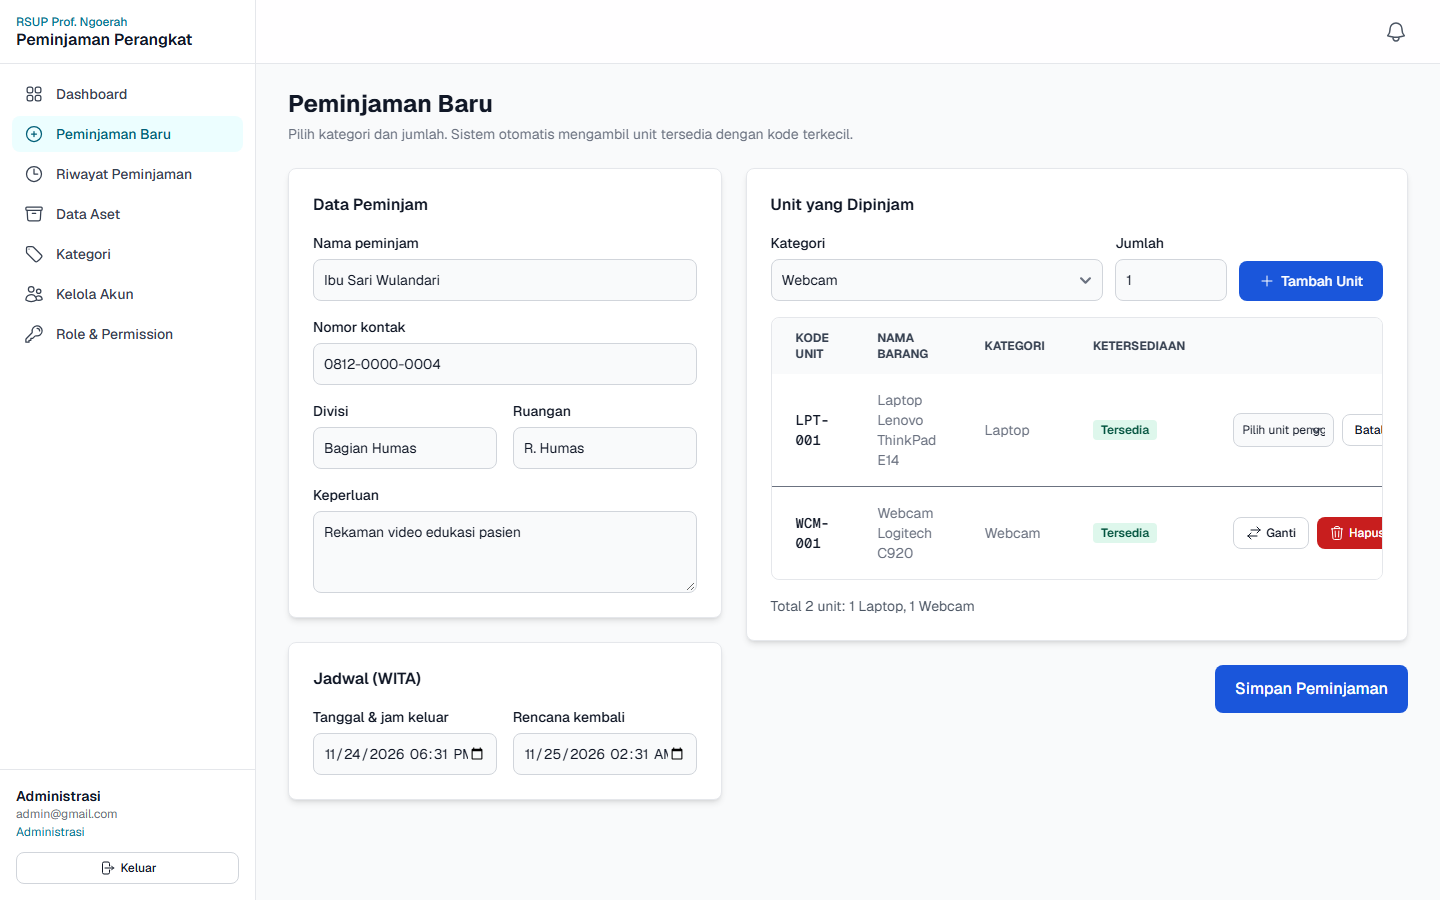 RSUP Prof. Ngoerah
Peminjaman Perangkat
Dashboard
Peminjaman Baru
Riwayat Peminjaman
Data Aset
Kategori
Kelola Akun
Role & Permission
Administrasi
admin@gmail.com
Administrasi
Keluar
Peminjaman Baru
Pilih kategori dan jumlah. Sistem otomatis mengambil unit tersedia dengan kode terkecil.
Data Peminjam
Nama peminjam
Ibu Sari Wulandari
Nomor kontak
0812-0000-0004
Divisi
Ruangan
Bagian Humas
R. Humas
Keperluan
Rekaman video edukasi pasien
Jadwal (WITA)
Tanggal & jam keluar
Rencana kembali
11/24/2026 06:31 PM
11/25/2026 02:31 AM
Unit yang Dipinjam
Kategori
Jumlah
Webcam
1
Tambah Unit
KODE UNIT
NAMA BARANG
KATEGORI
KETERSEDIAAN
LPT-
001
Laptop
Lenovo
ThinkPad
E14
Laptop
Tersedia
Pilih unit
Batal
WCM-
001
Webcam
Logitech
C920
Webcam
Tersedia
Ganti
Hapus
Total 2 unit: 1 Laptop, 1 Webcam
Simpan Peminjaman